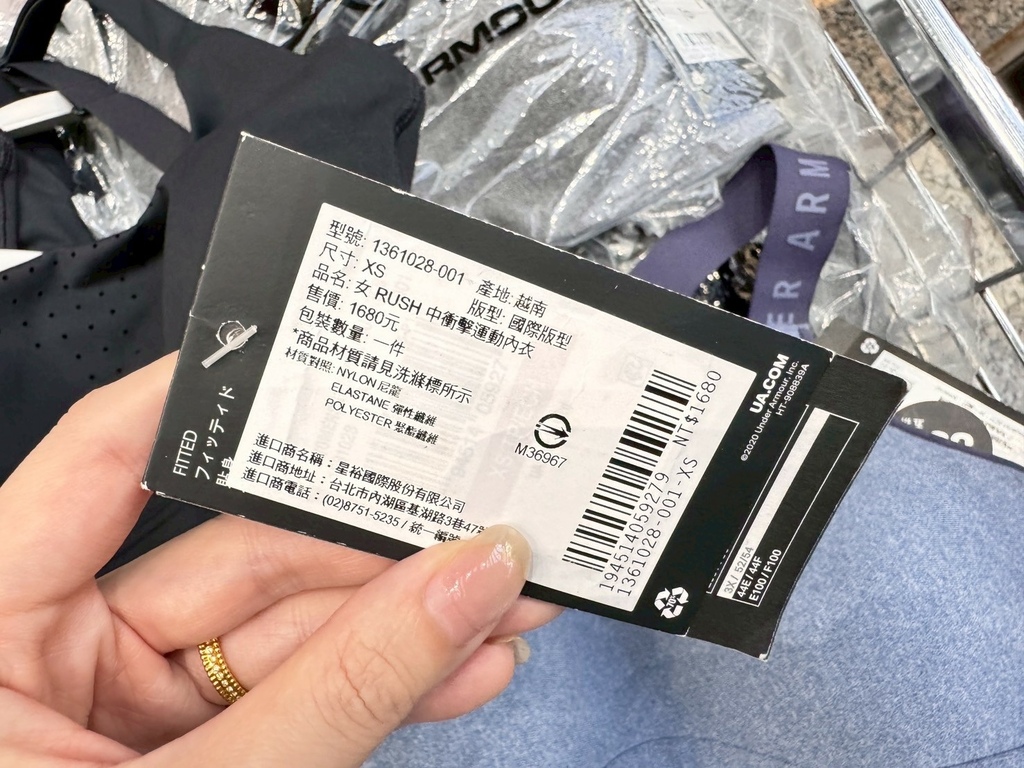 RMOU
FITTED
フィッティド
貼身
型號: 1361028-001 產地: 越南
尺寸: XS 版型: 國際版型
品名: 女 RUSH 中衝擊運動內衣
售價: 1680元
包裝數量: 一件
*商品材質請見洗滌標所示
材質對照: NYLON 尼龍
ELASTANE 彈性纖維
POLYESTER 聚酯纖維
進口商名稱：星裕國際股份有限公司
進口商地址：台北市內湖區基湖路3巷47
進口商電話：(02)8751-5235 / 統一編號
M36967
194514059279 NT$1680
1361028-001-XS
UA.COM
©2020 Under Armour, Inc.
HT-908839A
3X / 52/54
44E / 44F
E100 / F100
ER ARM